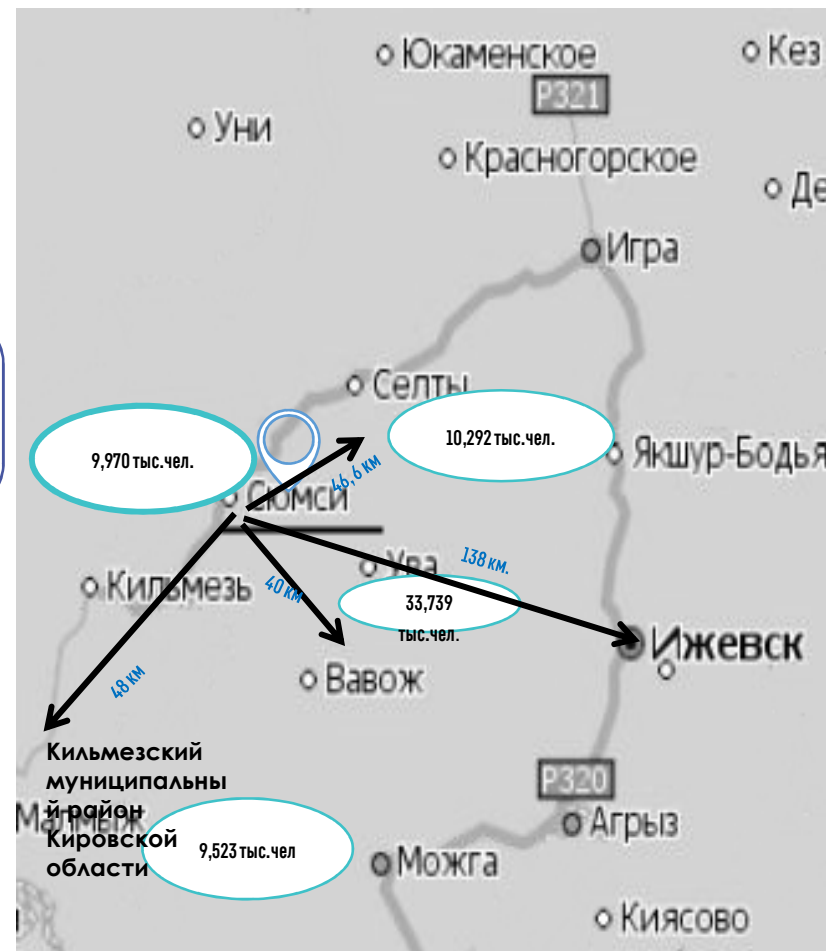 Юкаменское
Кез
Р321
Уни
Красногорское
Де
Игра
Селты
10,292 тыс.чел.
9,970 тыс.чел.
Якшур-Бодья
46,6 км
Сюмси
138 км.
Ува
Кильмезь
40 км
33,739
тыс.чел.
Ижевск
48 км
Вавож
Кильмезский
муниципальны
й район
Кировской
области
Р320
Малмыж
Агрыз
9,523 тыс.чел
Можга
Киясово